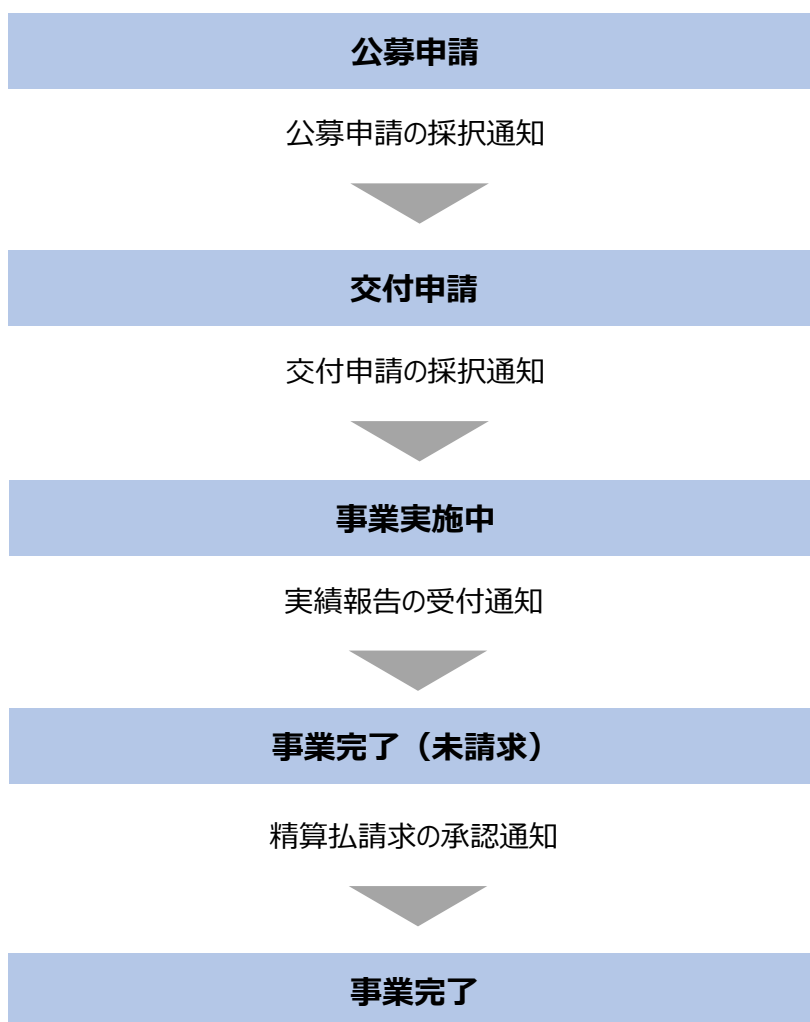 公募申請
公募申請の採択通知
交付申請
交付申請の採択通知
事業実施中
実績報告の受付通知
事業完了（未請求）
精算払請求の承認通知
事業完了